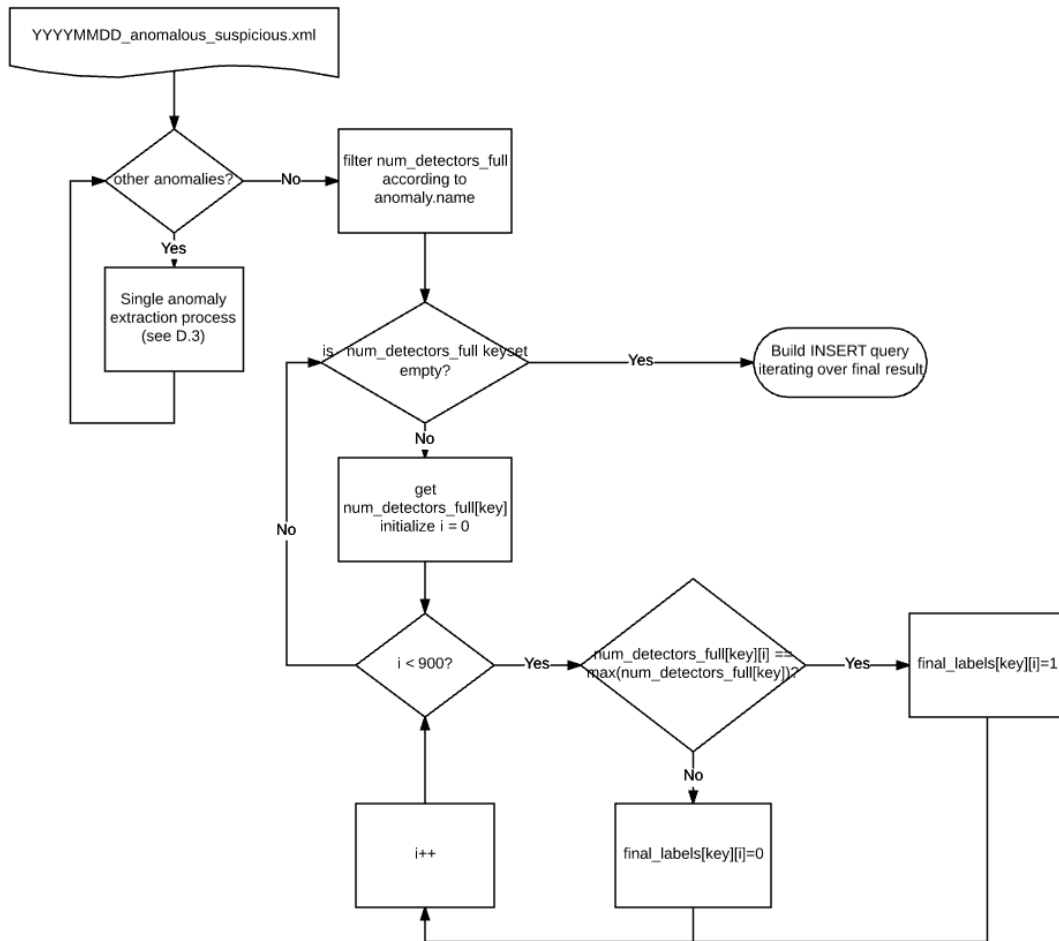 YYYYMMDD_anomalous_suspicious.xml
other anomalies?
No
filter num_detectors_full
according to
anomaly.name
Yes
Single anomaly
extraction process
(see D.3)
is num_detectors_full keyset
empty?
Yes
Build INSERT query
iterating over final result
No
get
num_detectors_full[key]
initialize i = 0
No
i < 900?
Yes
num_detectors_full[key][i] ==
max(num_detectors_full[key])?
Yes
final_labels[key][i]=1
No
i++
final_labels[key][i]=0